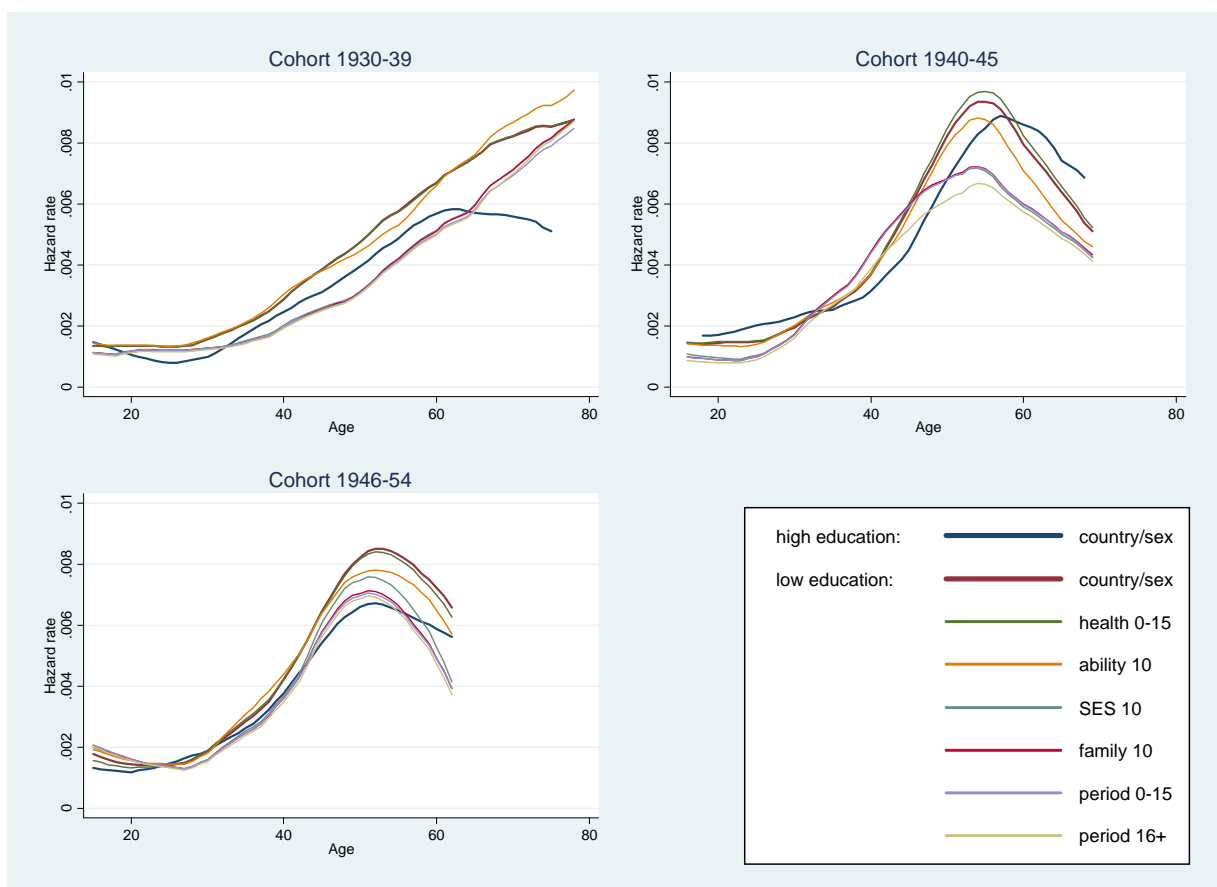 Cohort 1930-39
Hazard rate
0
.002
.004
.006
.008
.01
20
40
60
80
Age
Cohort 1940-45
Hazard rate
0
.002
.004
.006
.008
.01
20
40
60
80
Age
Cohort 1946-54
Hazard rate
0
.002
.004
.006
.008
.01
20
40
60
80
Age
high education: country/sex
low education: country/sex
health 0-15
ability 10
SES 10
family 10
period 0-15
period 16+